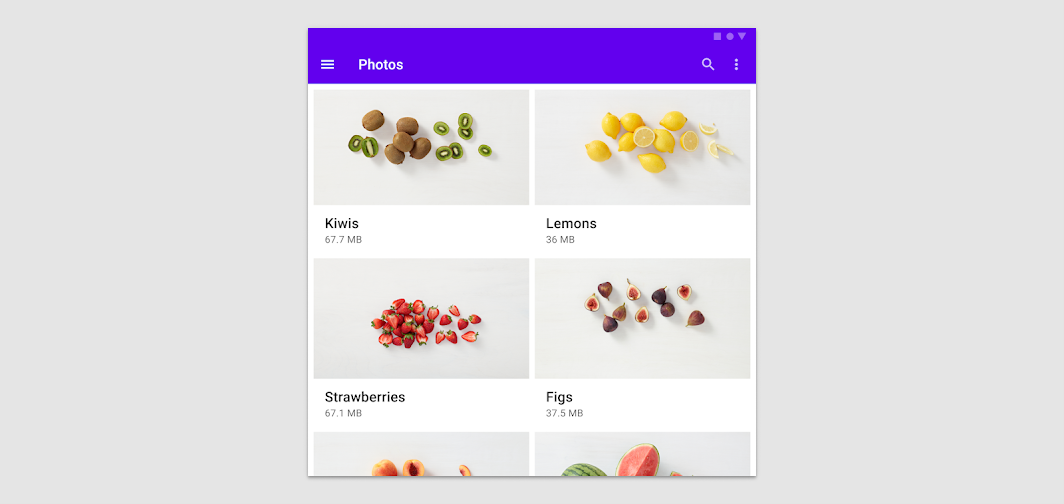 Photos
Kiwis
67.7 MB
Lemons
36 MB
Strawberries
67.1 MB
Figs
37.5 MB